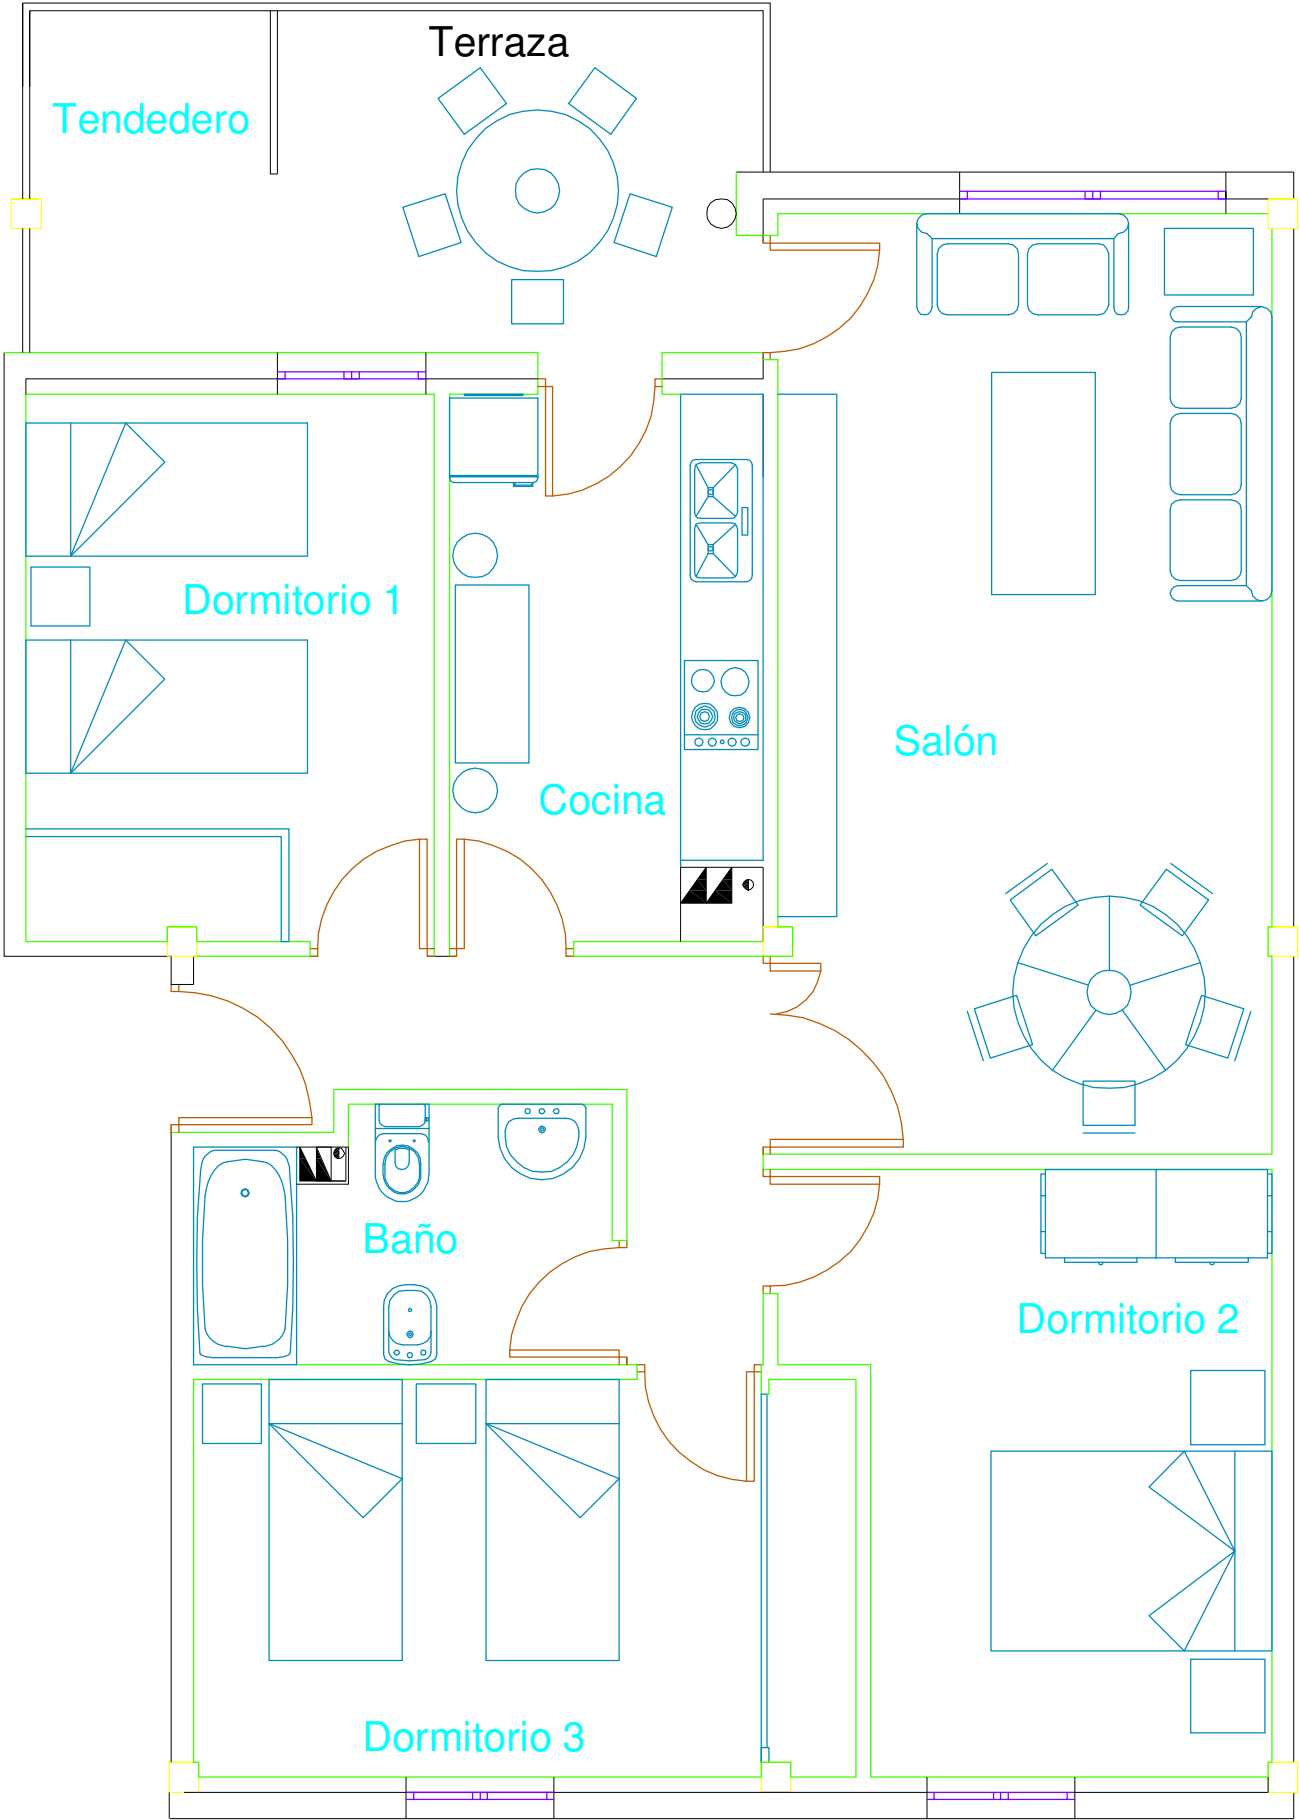 Terraza
Tendedero
Dormitorio 1
Salón
Cocina
Baño
Dormitorio 2
Dormitorio 3